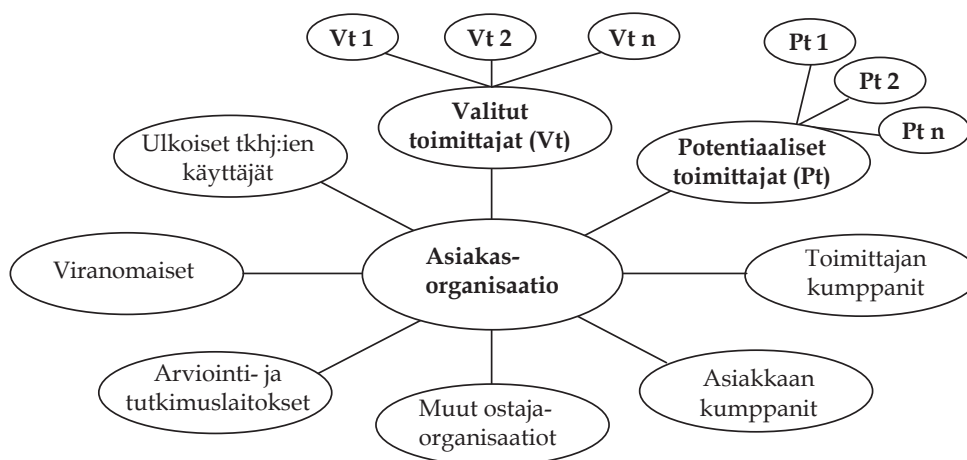 Vt 1
Vt 2
Vt n
Pt 1
Pt 2
Pt n
Valitut
toimittajat (Vt)
Potentiaaliset
toimittajat (Pt)
Ulkoiset tkhj:ien
käyttäjät
Asiakas-
organisaatio
Viranomaiset
Toimittajan
kumppanit
Arviointi- ja
tutkimuslaitokset
Muut ostaja-
organisaatiot
Asiakkaan
kumppanit